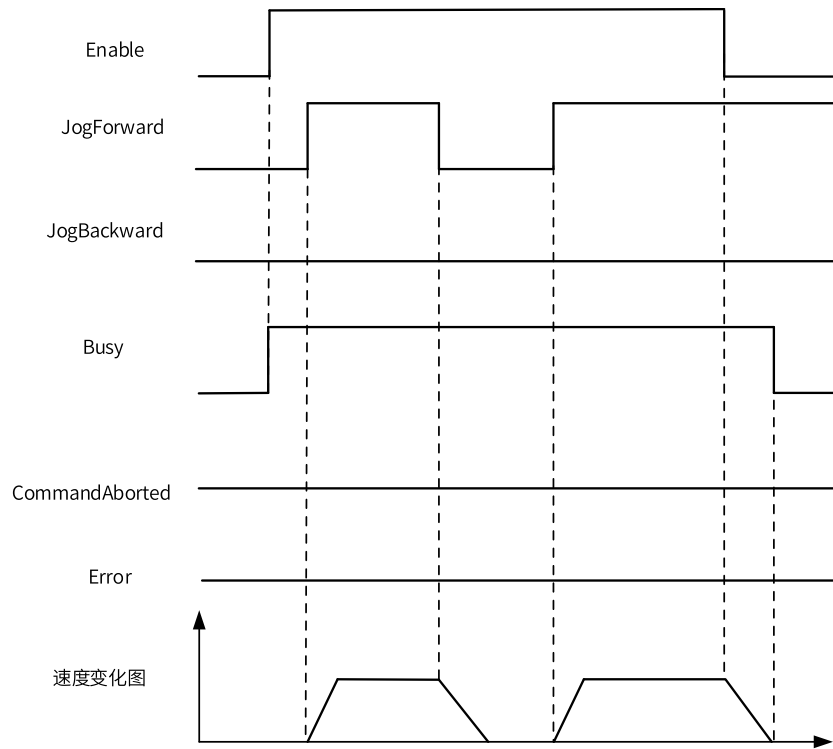 Enable
JogForward
JogBackward
Busy
CommandAborted
Error
速度变化图